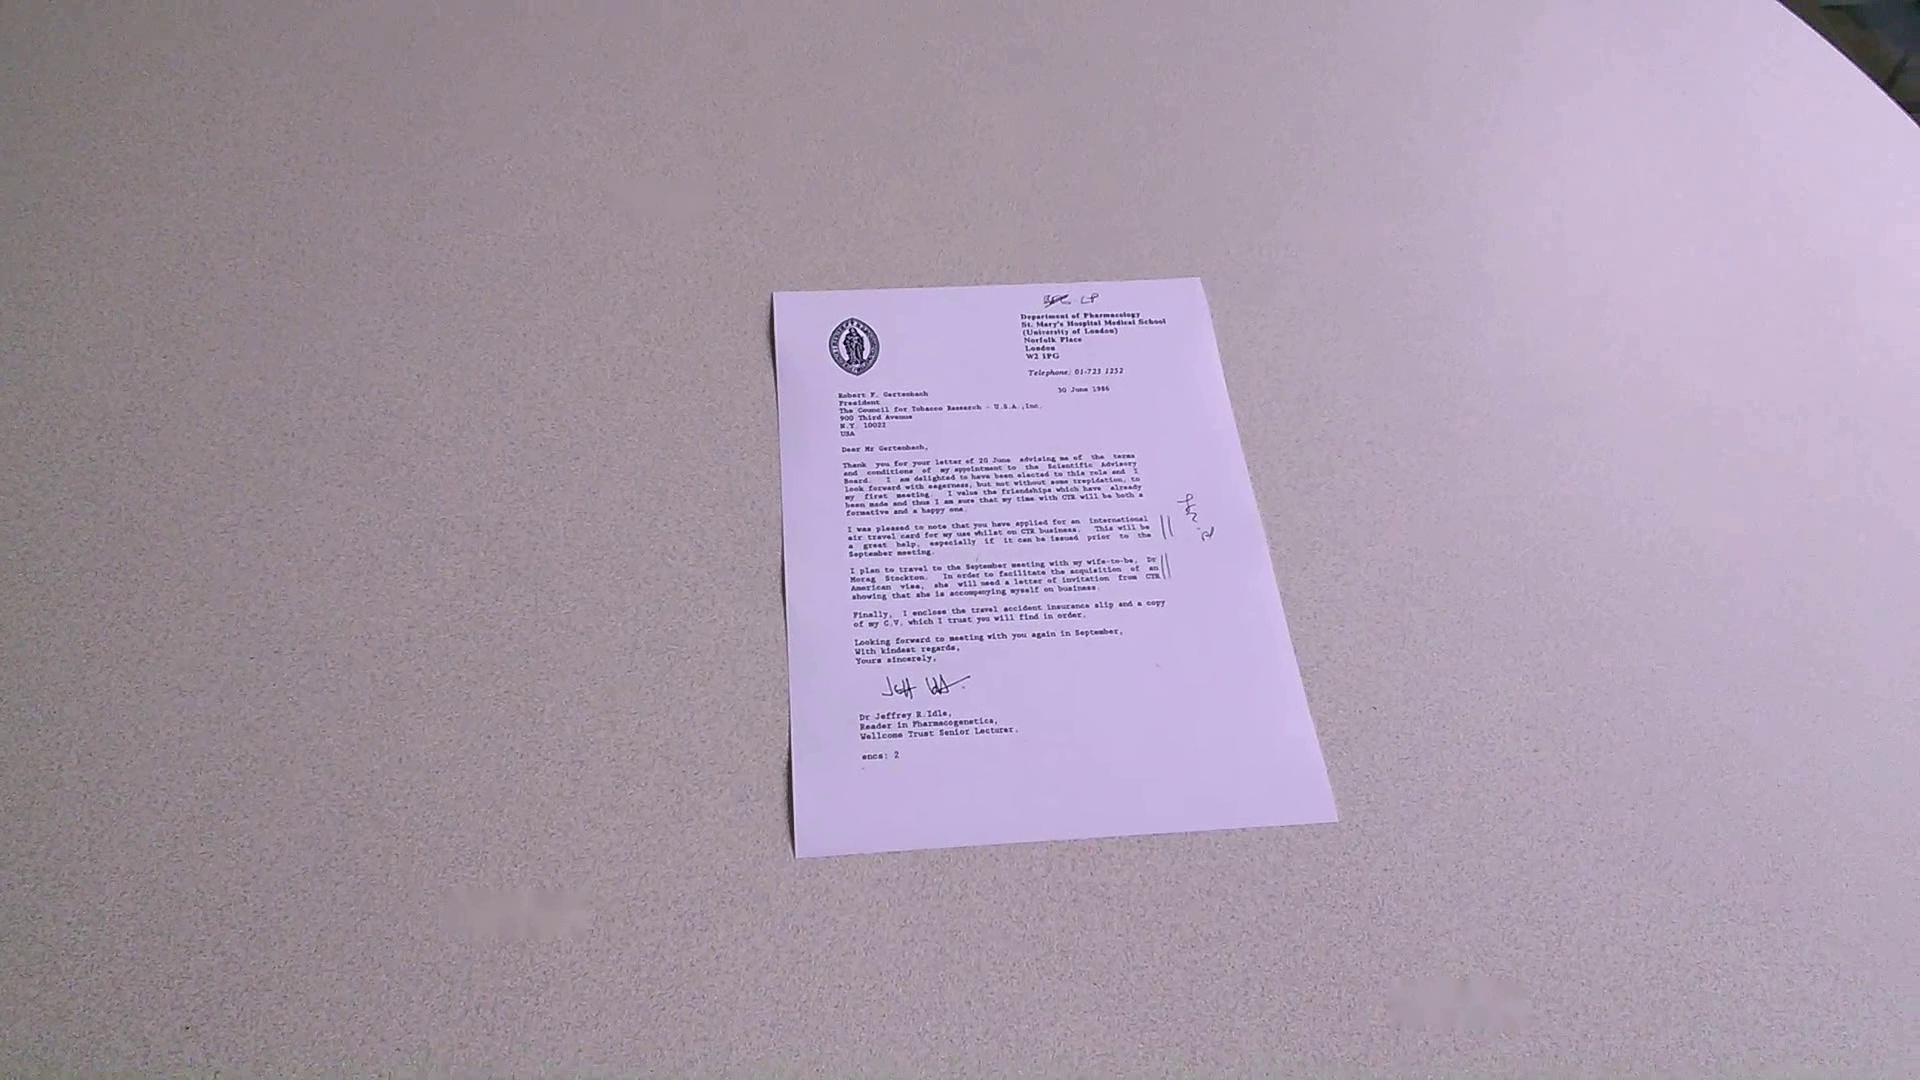 LP
Department of Pharmacology
St. Mary's Hospital Medical School
(University of London)
Norfolk Place
London
W2 1PG
Telephone: 01-723 1252
30 June 1986
Robert F. Gertenbach
President
The Council for Tobacco Research - U.S.A.,Inc.
900 Third Avenue
N.Y. 10022
USA
Dear Mr Gertenbach,
Thank you for your letter of 20 June advising me of the terms
and conditions of my appointment to the Scientific Advisory
Board. I am delighted to have been elected to this role and I
look forward with eagerness, but not without some trepidation, to
my first meeting. I value the friendships which have already
been made and thus I am sure that my time with CTR will be both a
formative and a happy one.
I was pleased to note that you have applied for an international
air travel card for my use whilst on CTR business. This will be
a great help, especially if it can be issued prior to the
September meeting.
I plan to travel to the September meeting with my wife-to-be, Dr
Morag Stockton. In order to facilitate the acquisition of an
American visa, she will need a letter of invitation from CTR
showing that she is accompanying myself on business.
Finally, I enclose the travel accident insurance slip and a copy
of my C.V. which I trust you will find in order.
Looking forward to meeting with you again in September,
With kindest regards,
Yours sincerely,
Dr Jeffrey R.Idle,
Reader in Pharmacogenetics,
Wellcome Trust Senior Lecturer.
encs: 2